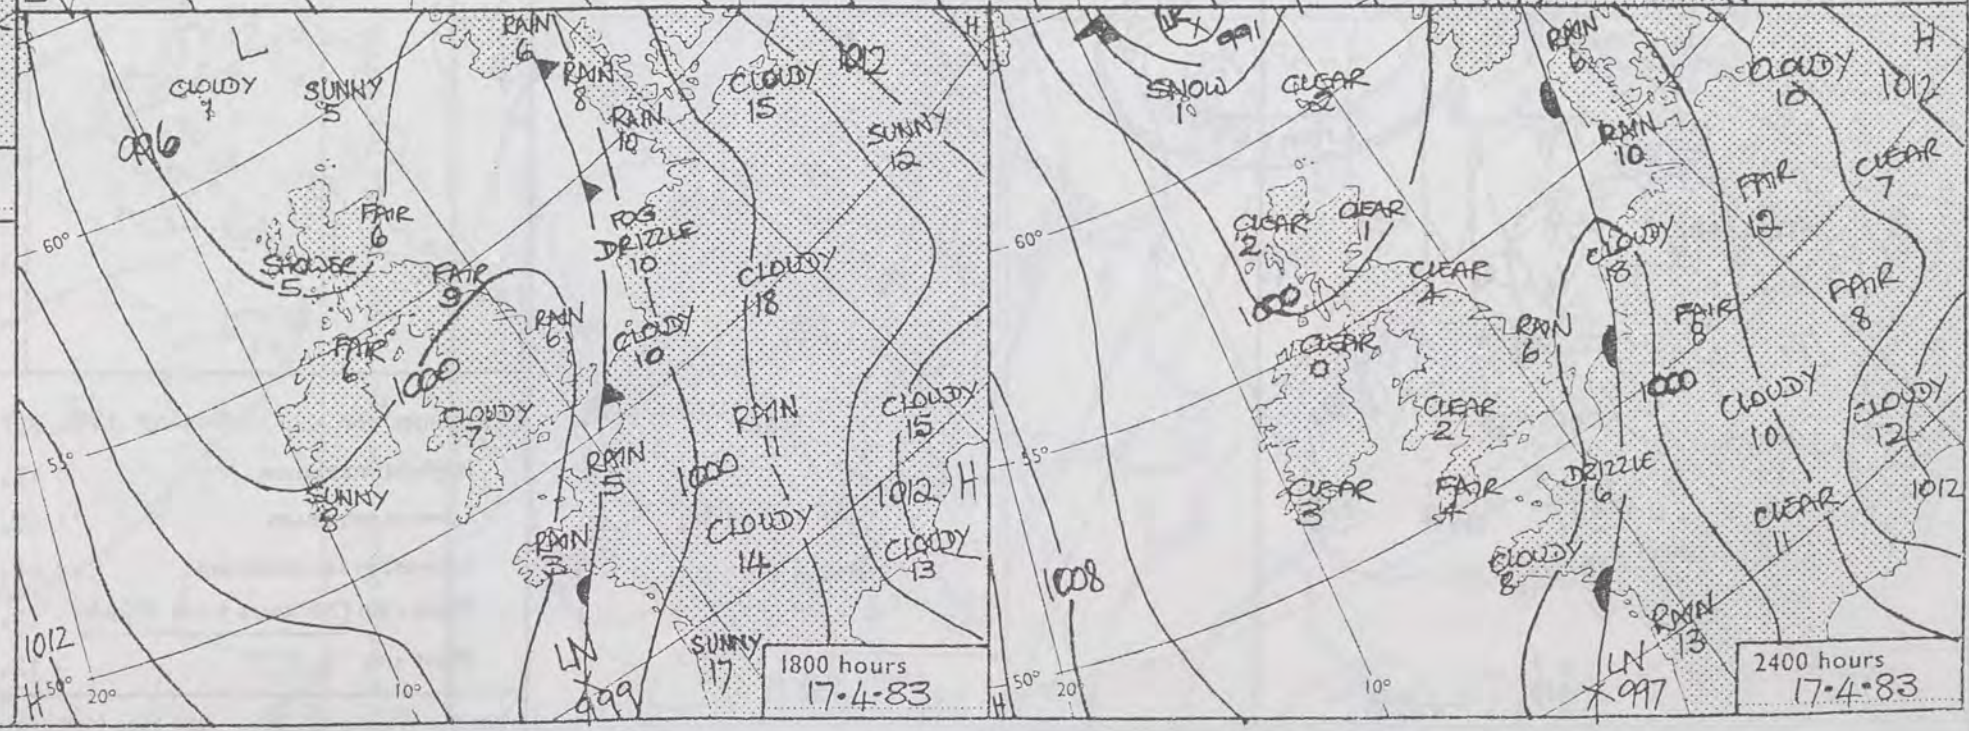 H
RAIN
6
L
CLOUDY
7
SUNNY
5
RAIN
8
CLOUDY
15
1012
RAIN
10
SUNNY
12
996
60°
FAIR
6
FOG
DRIZZLE
10
SHOWER
5
FAIR
9
CLOUDY
18
RAIN
6
CLOUDY
10
FAIR
6
1000
CLOUDY
7
RAIN
11
CLOUDY
15
55°
SUNNY
8
RAIN
5
1000
1012
H
RAIN
3
CLOUDY
14
CLOUDY
13
1012
H
50°
20°
10°
LN
999
SUNNY
17
1800 hours
17·4·83
991
H
RAIN
6
SNOW
1
CLEAR
2
CLOUDY
10
1012
RAIN
10
CLEAR
7
FAIR
12
60°
CLEAR
2
CLEAR
1
CLOUDY
8
CLEAR
4
FAIR
8
1000
CLEAR
0
RAIN
6
FAIR
8
1000
CLEAR
2
CLOUDY
10
CLOUDY
12
55°
CLEAR
3
FAIR
4
DRIZZLE
6
1012
CLEAR
11
CLOUDY
8
1008
RAIN
13
50°
H
20°
10°
LN
997
2400 hours
17·4·83